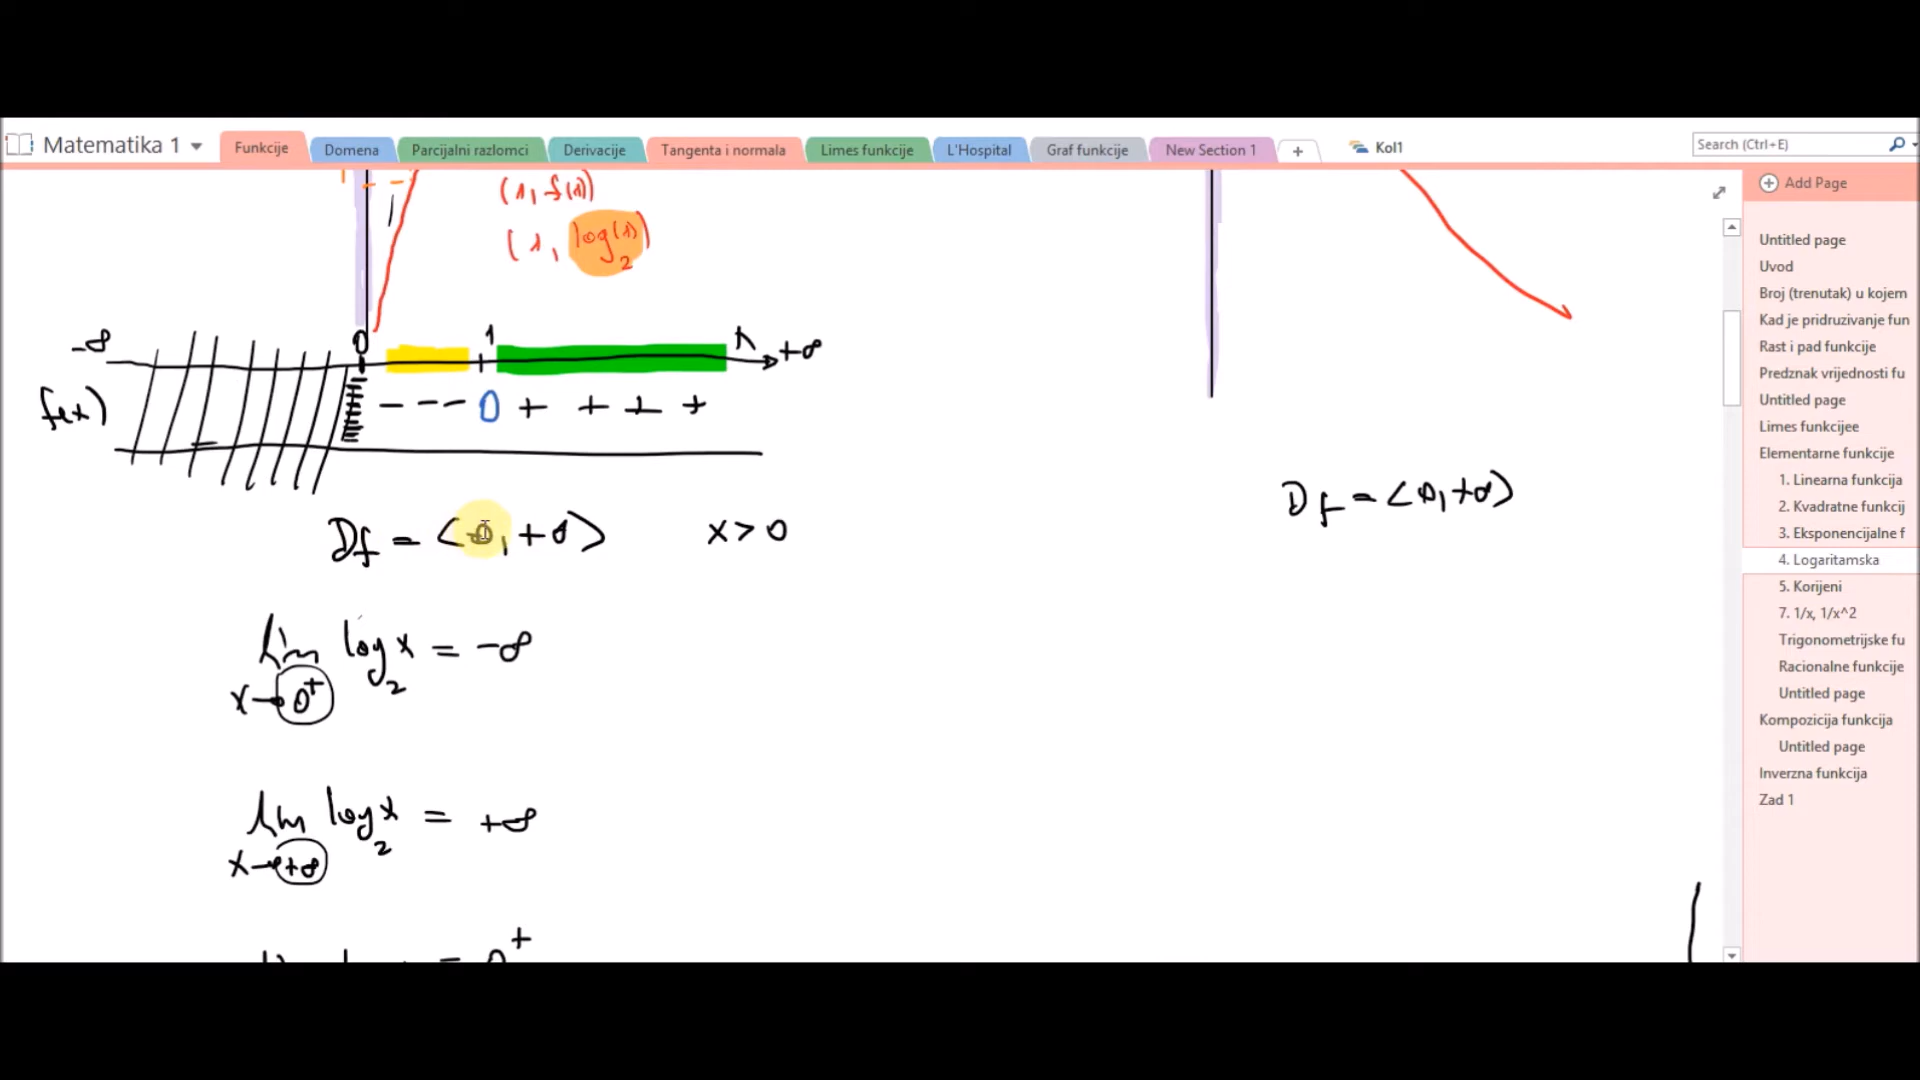 Matematika 1
Funkcije
Domena
Parcijalni razlomci
Derivacije
Tangenta i normala
Limes funkcije
L'Hospital
Graf funkcije
New Section 1
+
Kol1
Search (Ctrl+E)
Add Page
Untitled page
Uvod
Broj (trenutak) u kojem
Kad je pridruzivanje fun
Rast i pad funkcije
Predznak vrijednosti fu
Untitled page
Limes funkcijee
Elementarne funkcije
1. Linearna funkcija
2. Kvadratne funkcij
3. Eksponencijalne f
4. Logaritamska
5. Korijeni
7. 1/x, 1/x^2
Trigonometrijske fu
Racionalne funkcije
Untitled page
Kompozicija funkcija
Untitled page
Inverzna funkcija
Zad 1
(1, f(1))
(1, log₂(1))
-∞ 0 1 +∞
f(x) - - - 0 + + + +
Df = <0, +∞> x > 0
Df = <0, +∞>
lim log₂x = -∞
x→0⁺
lim log₂x = +∞
x→+∞